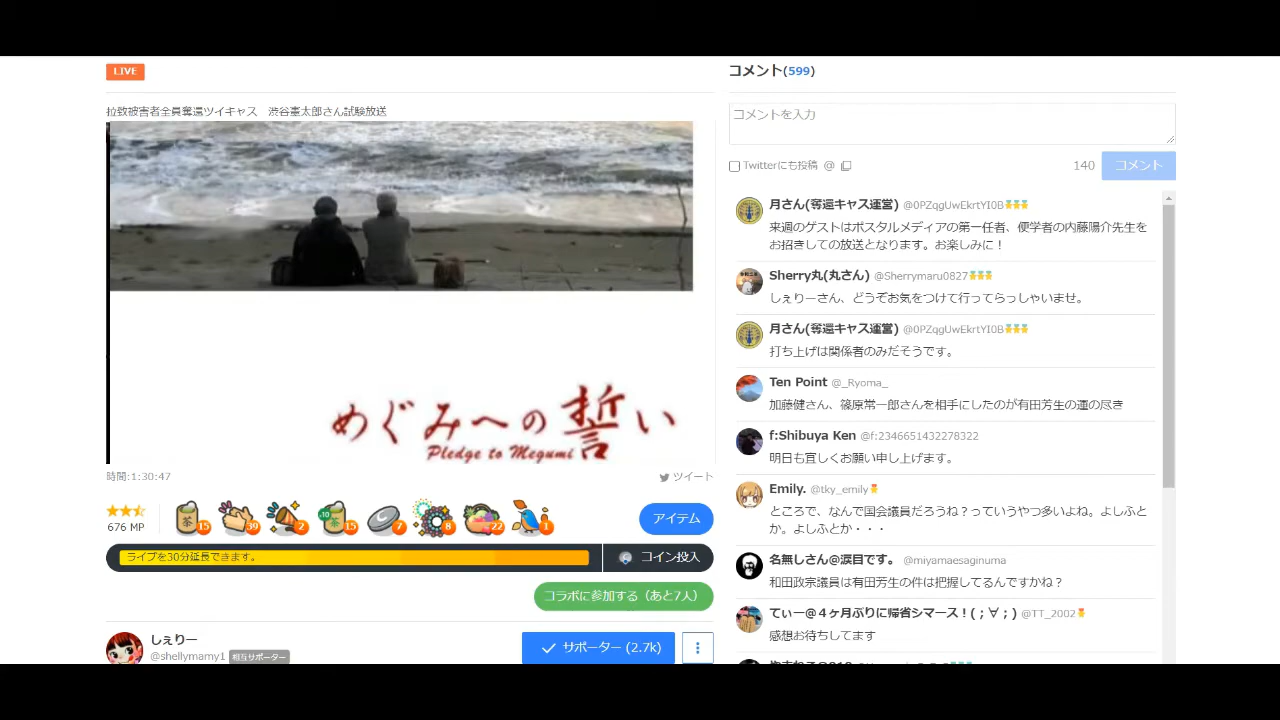 LIVE
拉致被害者全員奪還ツイキャス　渋谷憲太郎さん試験放送
めぐみへの誓い
Pledge to Megumi
時間:1:30:47
ツイート
676 MP
15
39
2
+10
15
7
8
22
1
アイテム
ライブを30分延長できます。
コイン投入
コラボに参加する（あと7人）
しぇりー
@shellymamy1 相互サポーター
サポーター (2.7k)
コメント(599)
コメントを入力
Twitterにも投稿 @
140
コメント
月さん(奪還キャス運営) @0PZqgUwEkrtYI0B
来週のゲストはポスタルメディアの第一任者、便学者の内藤陽介先生を
お招きしての放送となります。お楽しみに！
Sherry丸(丸さん) @Sherrymaru0827
しぇりーさん、どうぞお気をつけて行ってらっしゃいませ。
月さん(奪還キャス運営) @0PZqgUwEkrtYI0B
打ち上げは関係者のみだそうです。
Ten Point @_Ryoma_
加藤健さん、篠原常一郎さんを相手にしたのが有田芳生の運の尽き
f:Shibuya Ken @f:2346651432278322
明日も宜しくお願い申し上げます。
Emily. @tky_emily
ところで、なんで国会議員だろうね？っていうやつ多いよね。よしふと
か。よしふとか・・・
名無しさん@涙目です。 @miyamaesaginuma
和田政宗議員は有田芳生の件は把握してるんですかね？
てぃー@４ヶ月ぶりに帰省シマース！( ; ∀ ; ) @TT_2002
感想お待ちしてます